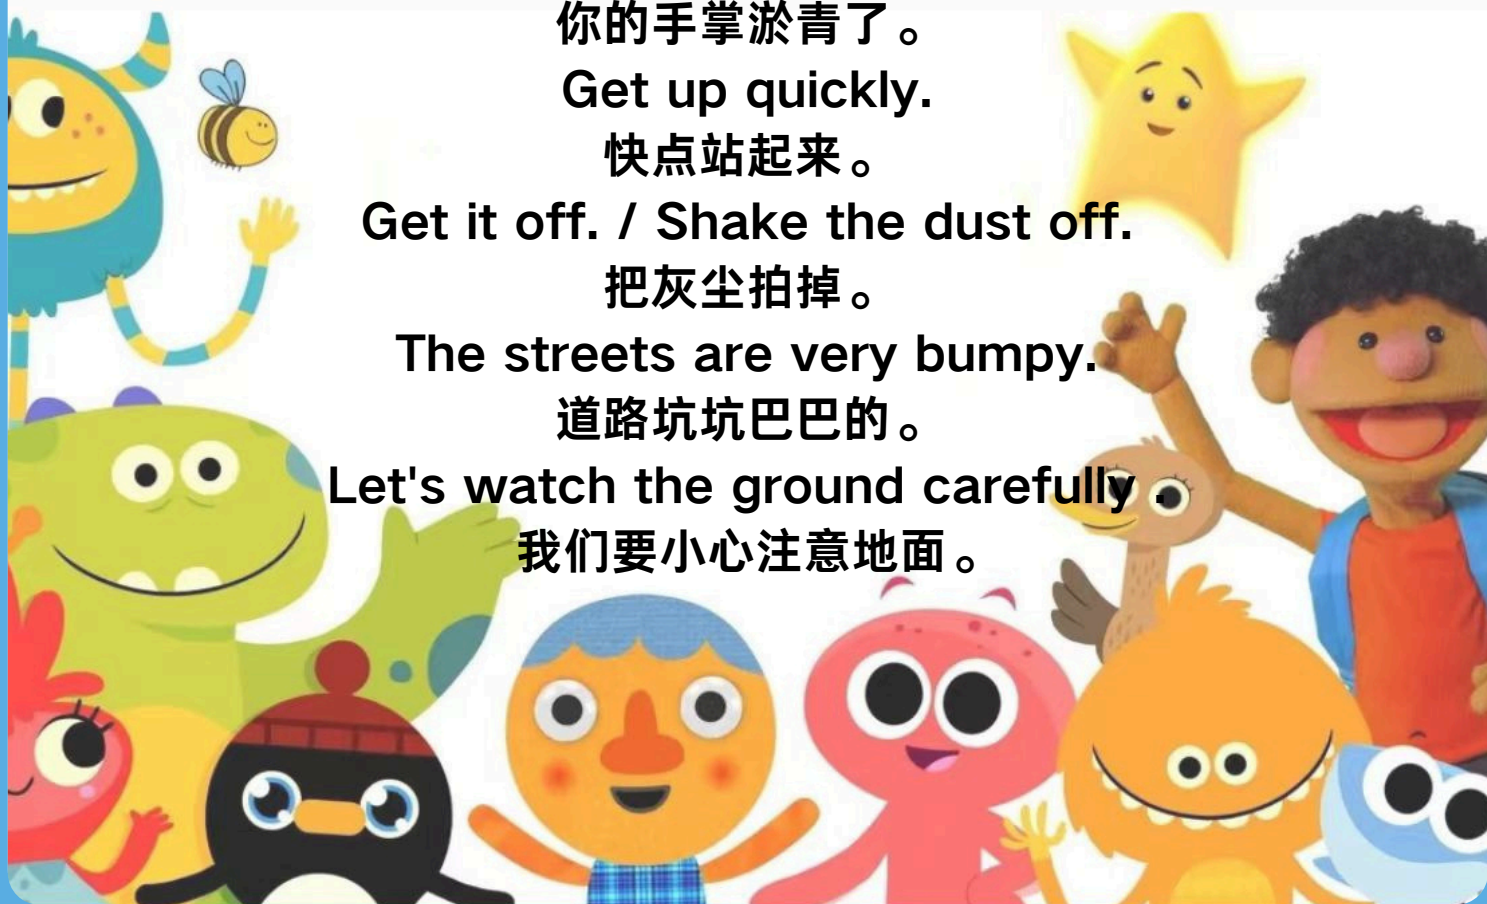 你的手掌淤青了。
Get up quickly.
快点站起来。
Get it off. / Shake the dust off.
把灰尘拍掉。
The streets are very bumpy.
道路坑坑巴巴的。
Let's watch the ground carefully .
我们要小心注意地面。